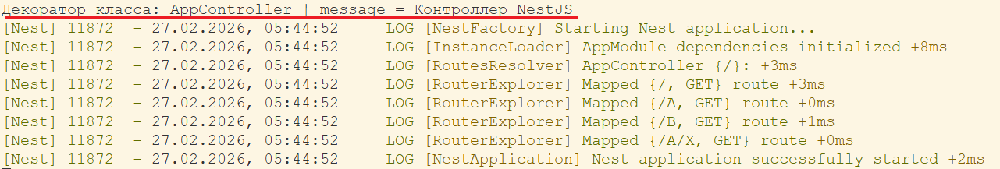 Декоратор класса: AppController | message = Контроллер NestJS
[Nest] 11872  - 27.02.2026, 05:44:52     LOG [NestFactory] Starting Nest application...
[Nest] 11872  - 27.02.2026, 05:44:52     LOG [InstanceLoader] AppModule dependencies initialized +8ms
[Nest] 11872  - 27.02.2026, 05:44:52     LOG [RoutesResolver] AppController {/}: +3ms
[Nest] 11872  - 27.02.2026, 05:44:52     LOG [RouterExplorer] Mapped {/, GET} route +3ms
[Nest] 11872  - 27.02.2026, 05:44:52     LOG [RouterExplorer] Mapped {/A, GET} route +0ms
[Nest] 11872  - 27.02.2026, 05:44:52     LOG [RouterExplorer] Mapped {/B, GET} route +1ms
[Nest] 11872  - 27.02.2026, 05:44:52     LOG [RouterExplorer] Mapped {/A/X, GET} route +0ms
[Nest] 11872  - 27.02.2026, 05:44:52     LOG [NestApplication] Nest application successfully started +2ms